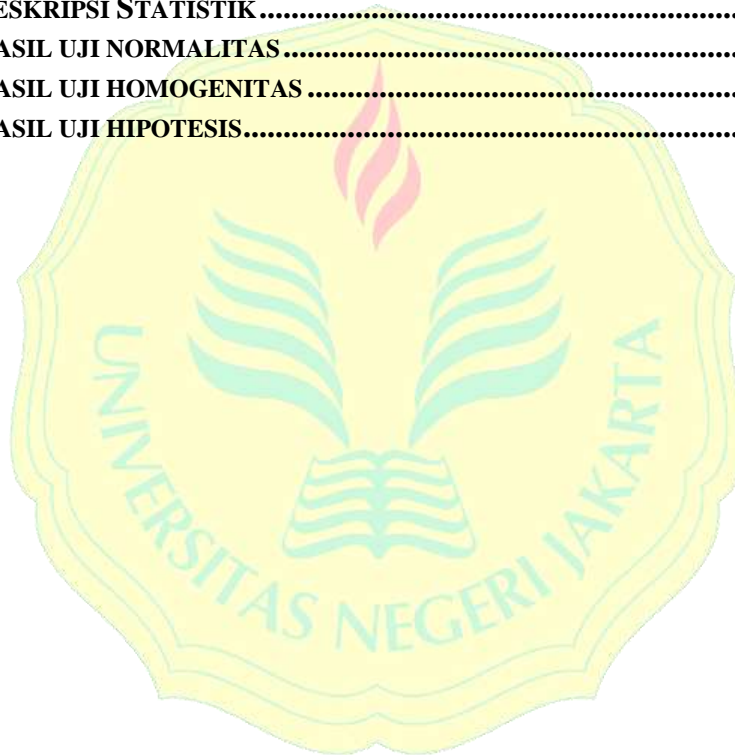 ESKRIPSI STATISTIK........................................................................
ASIL UJI NORMALITAS....................................................................
ASIL UJI HOMOGENITAS .................................................................
ASIL UJI HIPOTESIS.........................................................................
UNIVERSITAS NEGERI JAKARTA